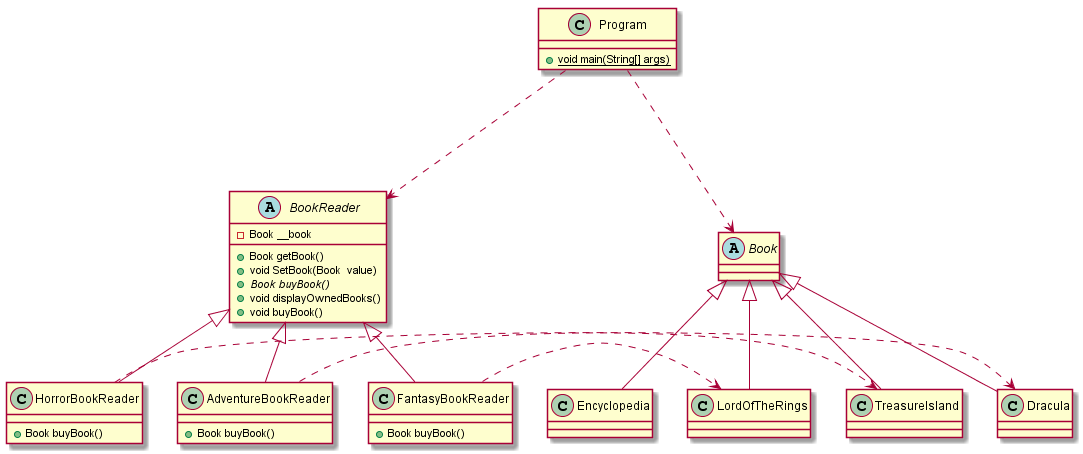 C Program
void main(String[] args)
A BookReader
Book __book
Book getBook()
void SetBook(Book  value)
Book buyBook()
void displayOwnedBooks()
void buyBook()
A Book
C HorrorBookReader
Book buyBook()
C AdventureBookReader
Book buyBook()
C FantasyBookReader
Book buyBook()
C Encyclopedia
C LordOfTheRings
C TreasureIsland
C Dracula